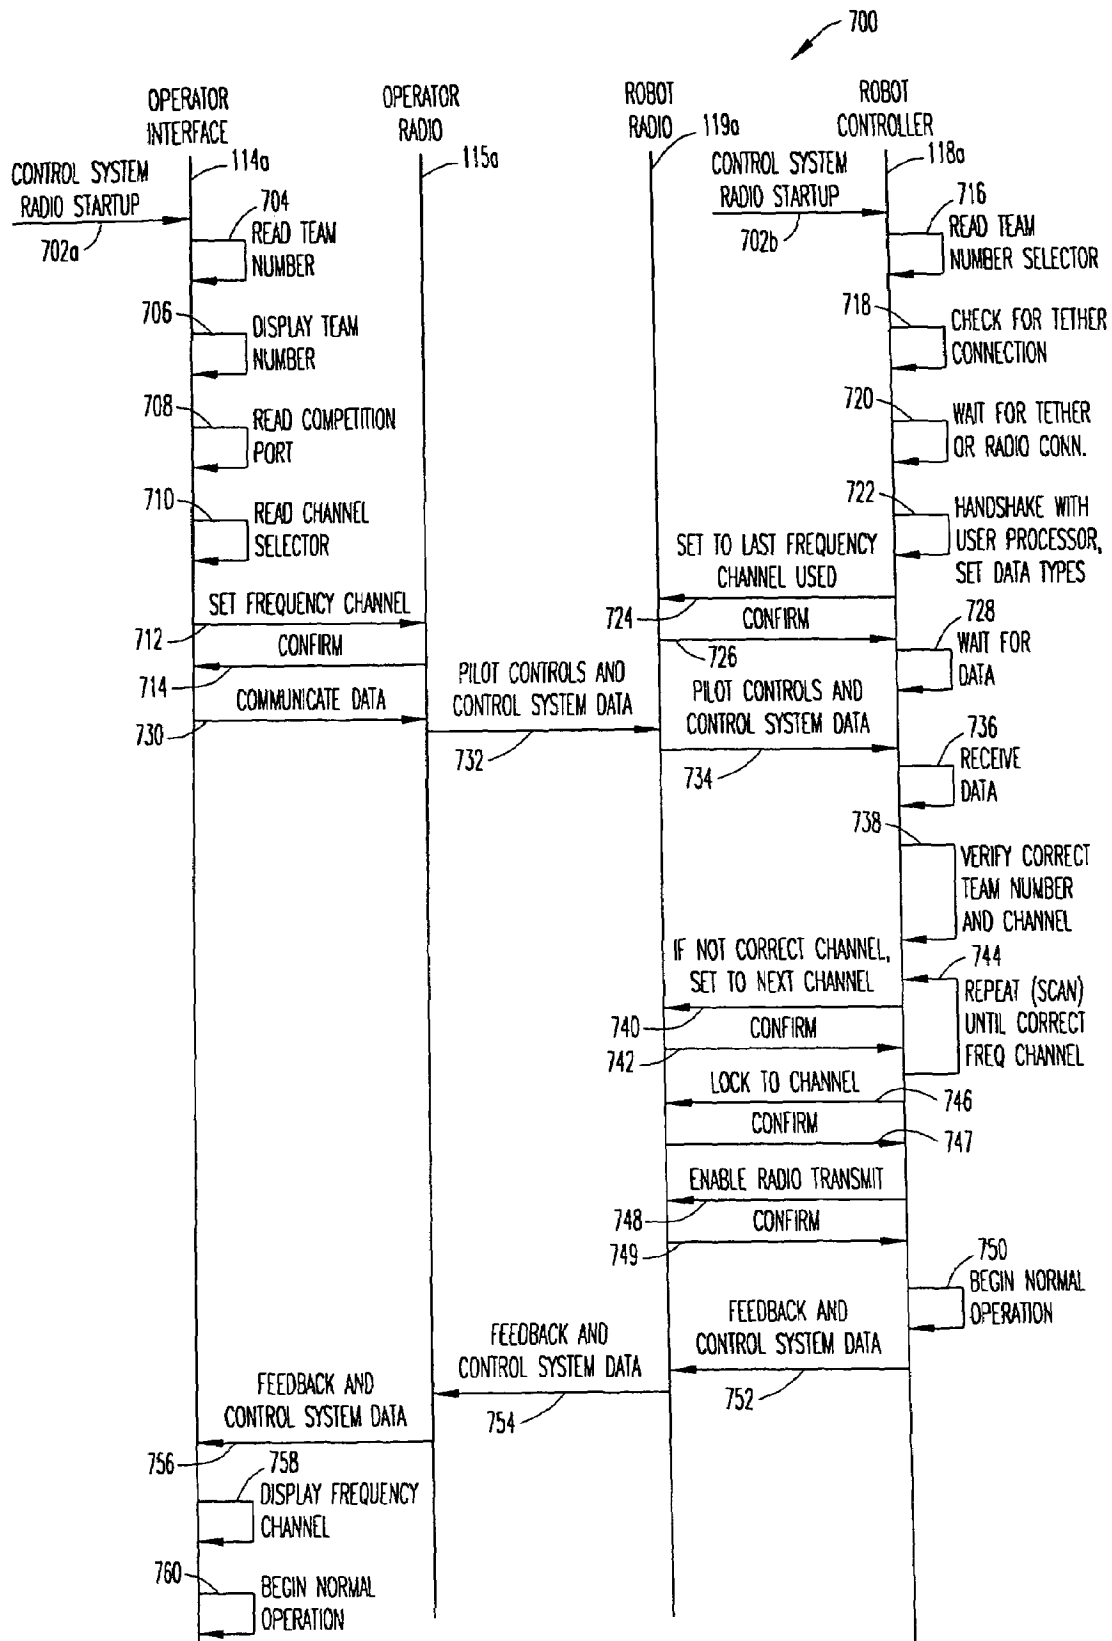 700
OPERATOR
INTERFACE
114a
OPERATOR
RADIO
115a
ROBOT
RADIO
119a
ROBOT
CONTROLLER
118a
CONTROL SYSTEM
RADIO STARTUP
702a
704
READ TEAM
NUMBER
706
DISPLAY TEAM
NUMBER
708
READ COMPETITION
PORT
710
READ CHANNEL
SELECTOR
CONTROL SYSTEM
RADIO STARTUP
702b
716
READ TEAM
NUMBER SELECTOR
718
CHECK FOR TETHER
CONNECTION
720
WAIT FOR TETHER
OR RADIO CONN.
722
HANDSHAKE WITH
USER PROCESSOR,
SET DATA TYPES
SET TO LAST FREQUENCY
CHANNEL USED
724
CONFIRM
726
728
WAIT FOR
DATA
SET FREQUENCY CHANNEL
712
CONFIRM
714
COMMUNICATE DATA
730
PILOT CONTROLS AND
CONTROL SYSTEM DATA
732
PILOT CONTROLS AND
CONTROL SYSTEM DATA
734
736
RECEIVE
DATA
738
VERIFY CORRECT
TEAM NUMBER
AND CHANNEL
IF NOT CORRECT CHANNEL,
SET TO NEXT CHANNEL
740
CONFIRM
742
744
REPEAT (SCAN)
UNTIL CORRECT
FREQ CHANNEL
LOCK TO CHANNEL
746
CONFIRM
747
ENABLE RADIO TRANSMIT
748
CONFIRM
749
750
BEGIN NORMAL
OPERATION
FEEDBACK AND
CONTROL SYSTEM DATA
752
FEEDBACK AND
CONTROL SYSTEM DATA
754
FEEDBACK AND
CONTROL SYSTEM DATA
756
758
DISPLAY FREQUENCY
CHANNEL
760
BEGIN NORMAL
OPERATION